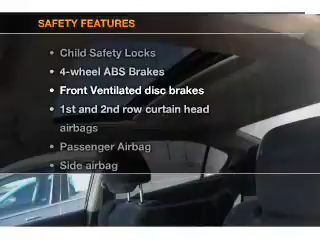 SAFETY FEATURES
• Child Safety Locks
• 4-wheel ABS Brakes
• Front Ventilated disc brakes
• 1st and 2nd row curtain head
airbags
• Passenger Airbag
• Side airbag